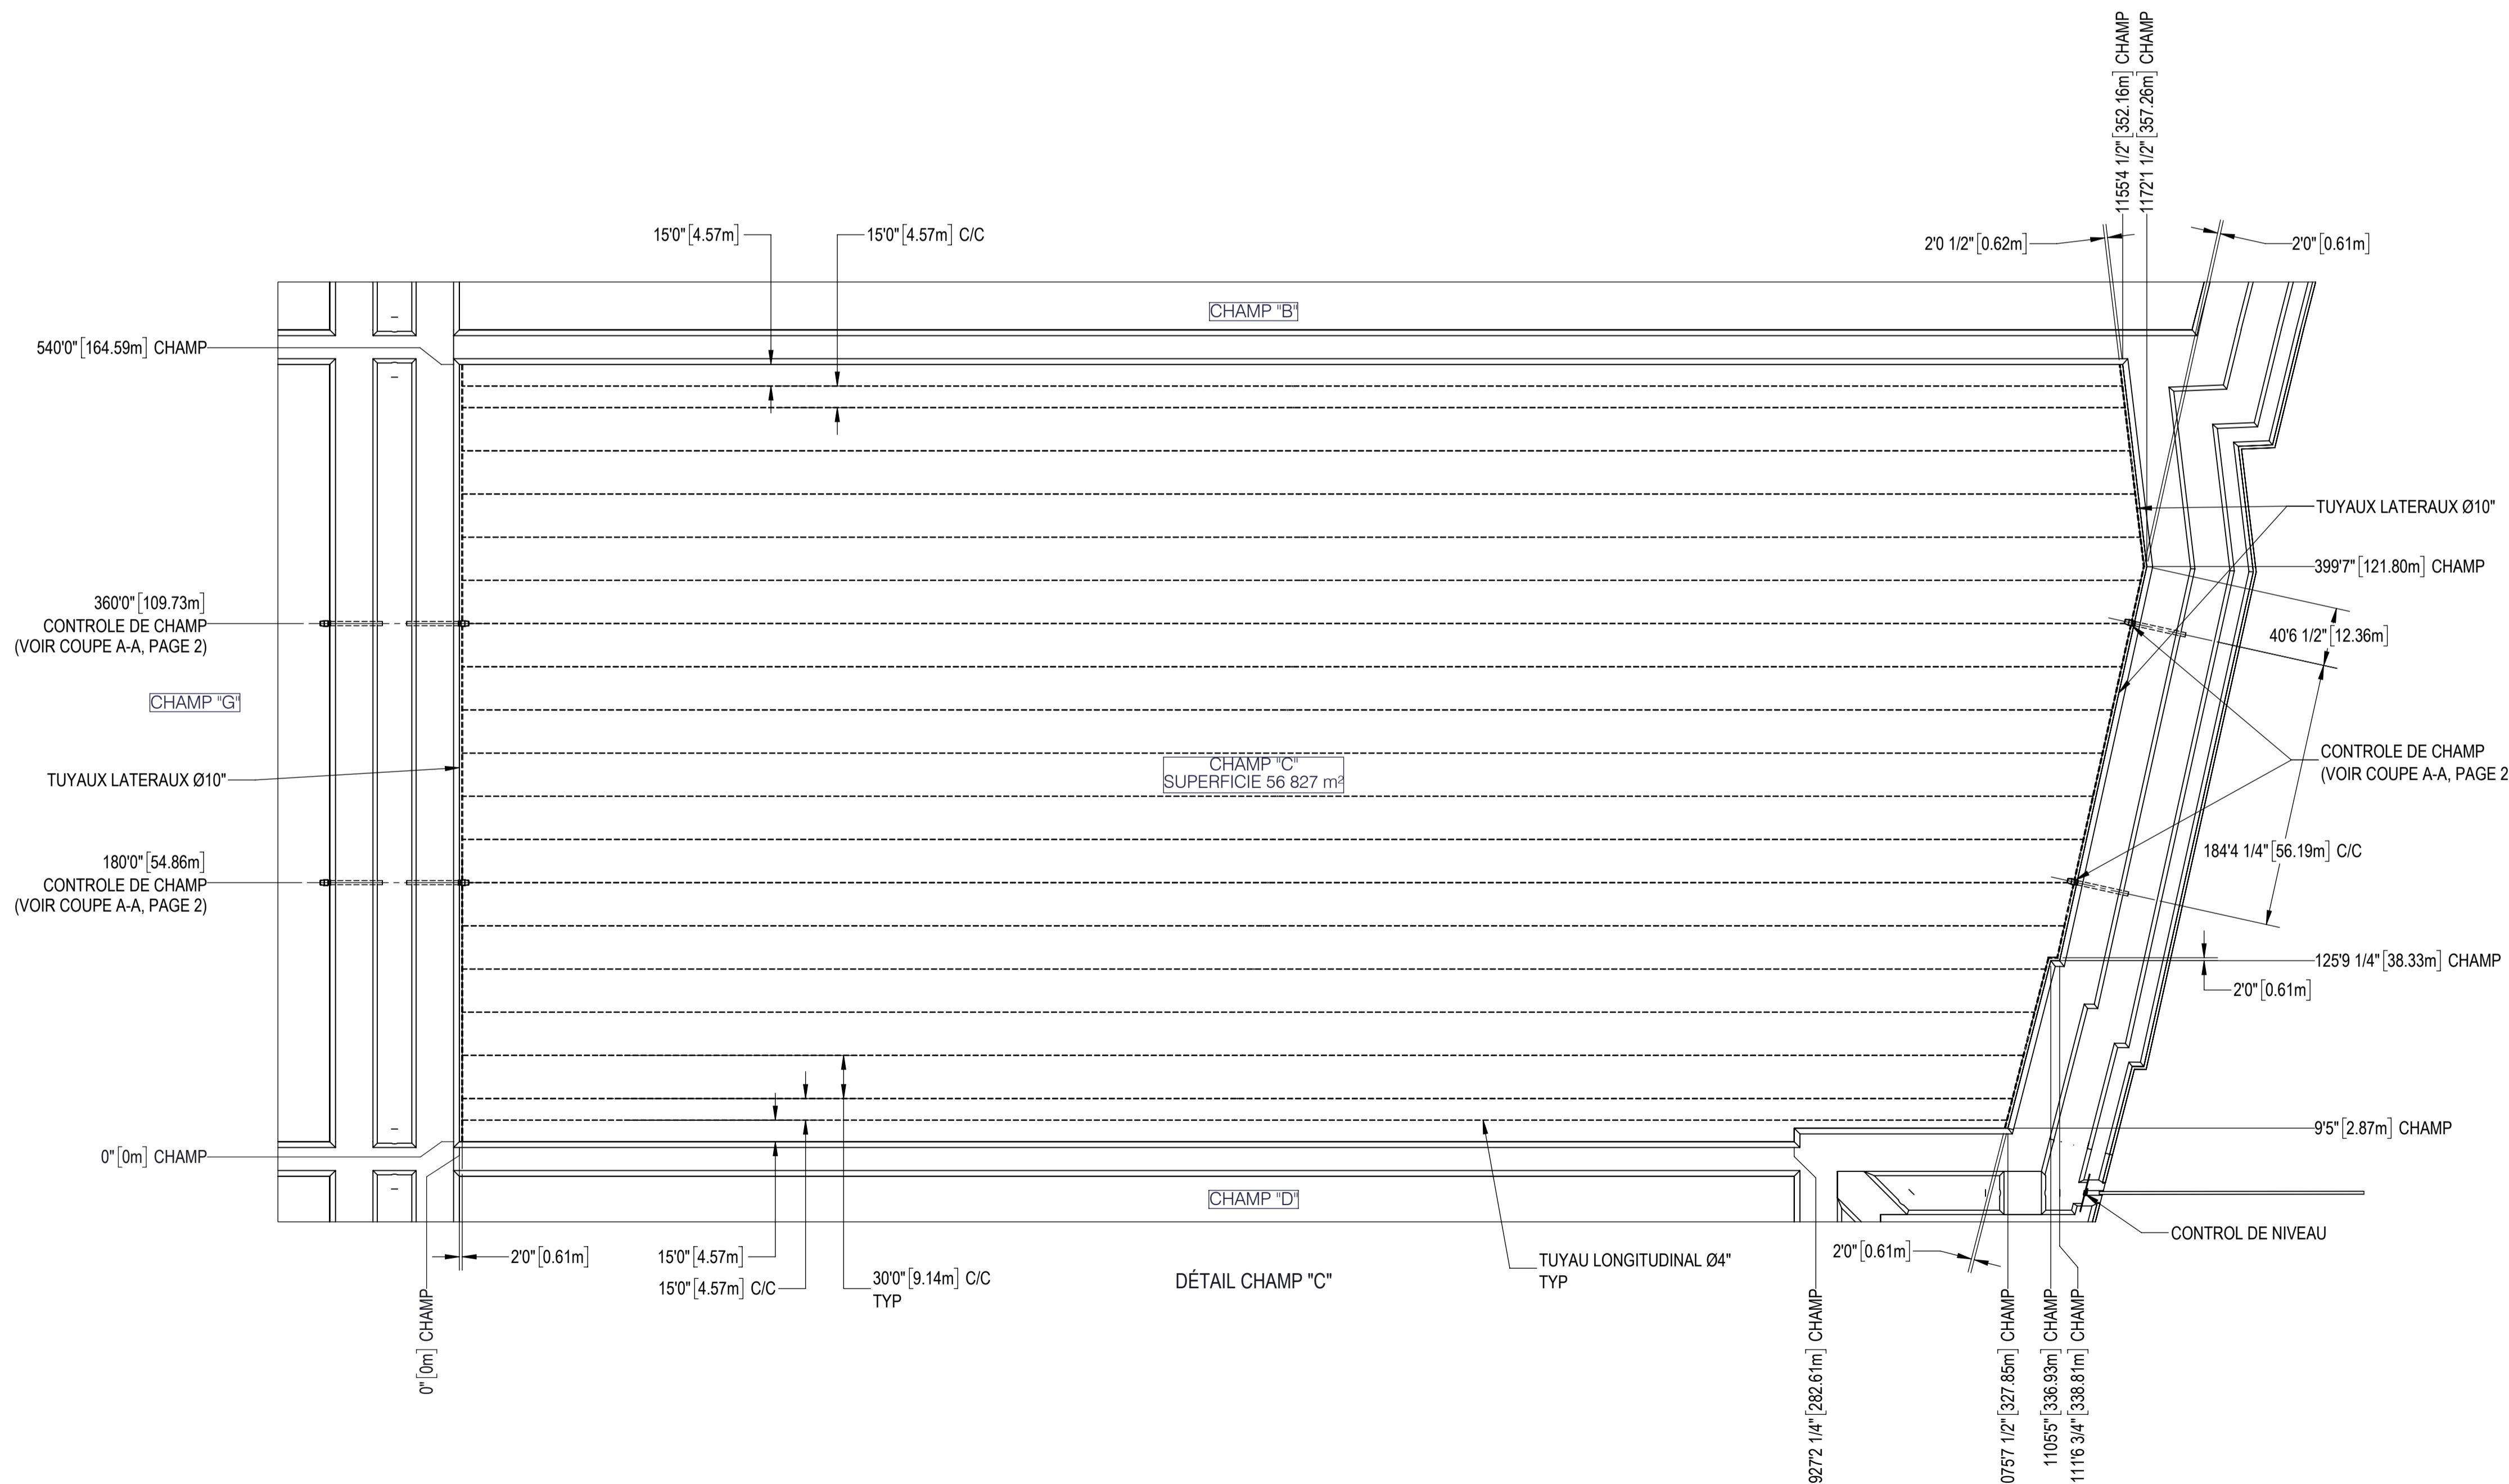 1155'4 1/2" [352.16m] CHAMP
1172'1 1/2" [357.26m] CHAMP
15'0" [4.57m]
15'0" [4.57m] C/C
2'0 1/2" [0.62m]
2'0" [0.61m]
CHAMP "B"
540'0" [164.59m] CHAMP
TUYAUX LATERAUX Ø10"
399'7" [121.80m] CHAMP
360'0" [109.73m]
CONTROLE DE CHAMP
(VOIR COUPE A-A, PAGE 2)
40'6 1/2" [12.36m]
CHAMP "G"
CHAMP "C"
SUPERFICIE 56 827 m²
CONTROLE DE CHAMP
(VOIR COUPE A-A, PAGE 2
TUYAUX LATERAUX Ø10"
184'4 1/4" [56.19m] C/C
180'0" [54.86m]
CONTROLE DE CHAMP
(VOIR COUPE A-A, PAGE 2)
125'9 1/4" [38.33m] CHAMP
2'0" [0.61m]
9'5" [2.87m] CHAMP
0" [0m] CHAMP
CHAMP "D"
CONTROL DE NIVEAU
2'0" [0.61m]
15'0" [4.57m]
15'0" [4.57m] C/C
30'0" [9.14m] C/C
TYP
DÉTAIL CHAMP "C"
TUYAU LONGITUDINAL Ø4"
TYP
2'0" [0.61m]
0" [0m] CHAMP
927'2 1/4" [282.61m] CHAMP
075'7 1/2" [327.85m] CHAMP
1105'5" [336.93m] CHAMP
111'6 3/4" [338.81m] CHAMP